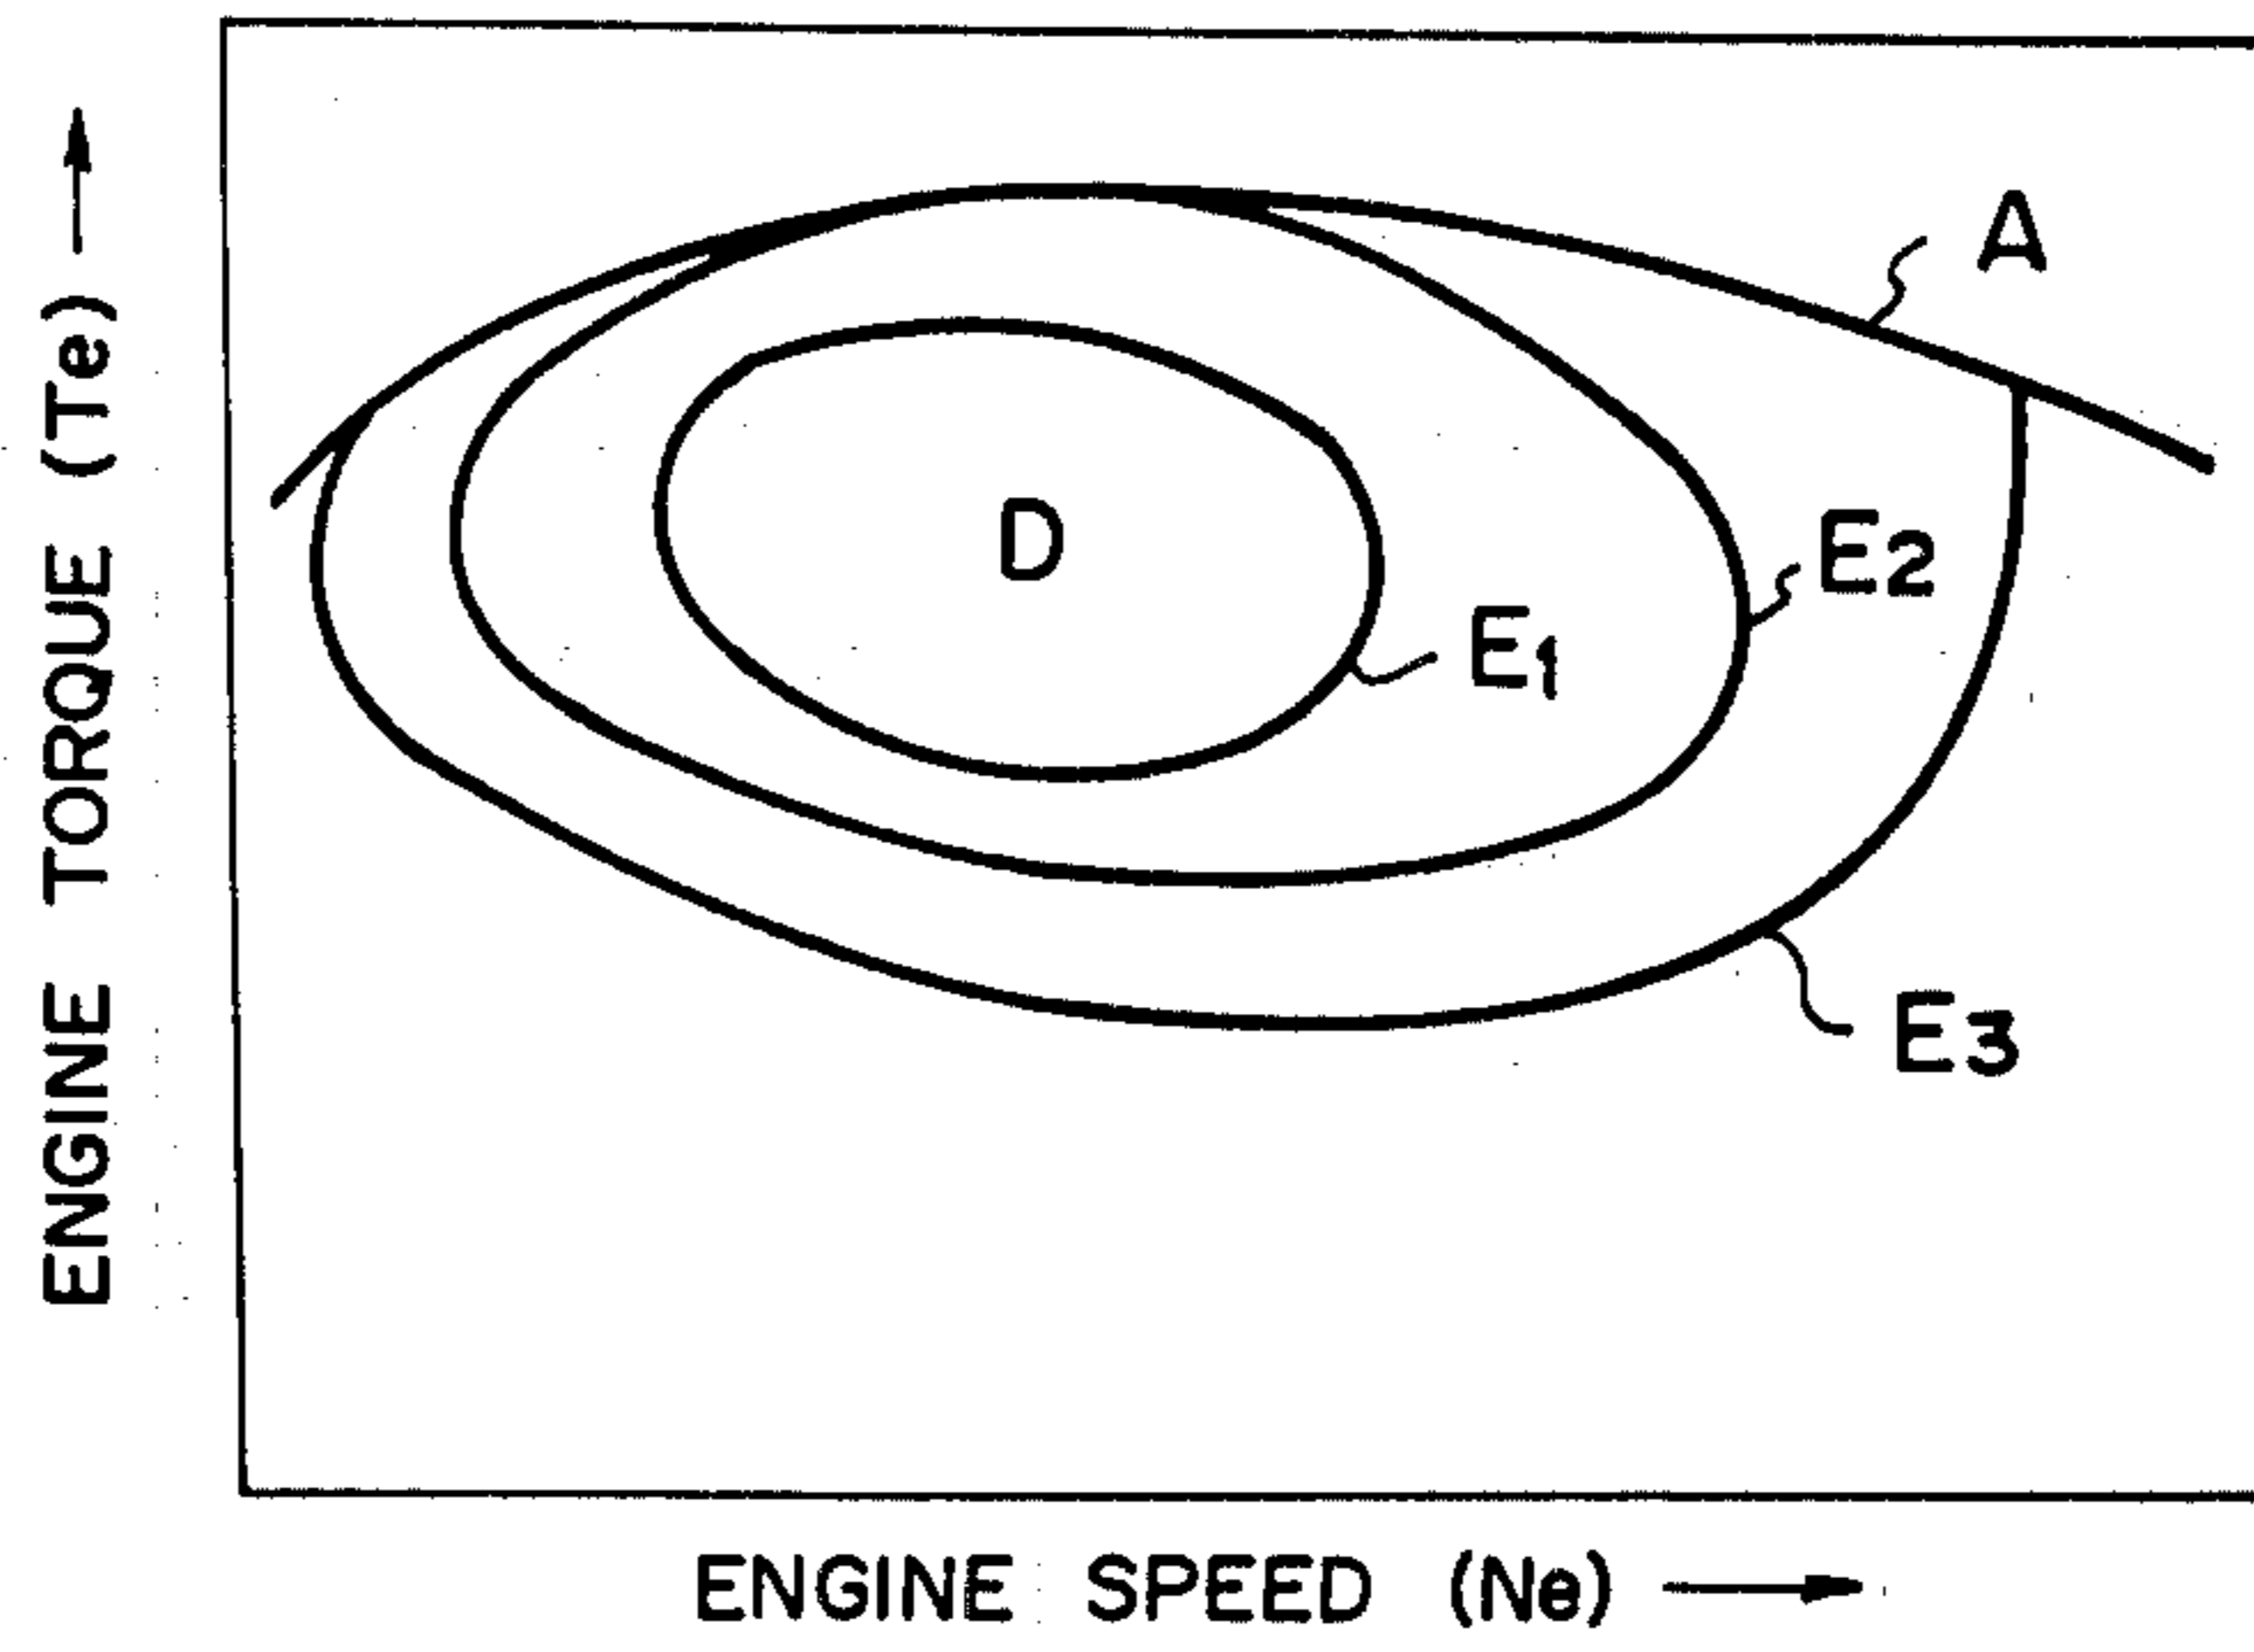 A
D
E2
E1
E3
ENGINE TORQUE (Te)
ENGINE SPEED (Ne)